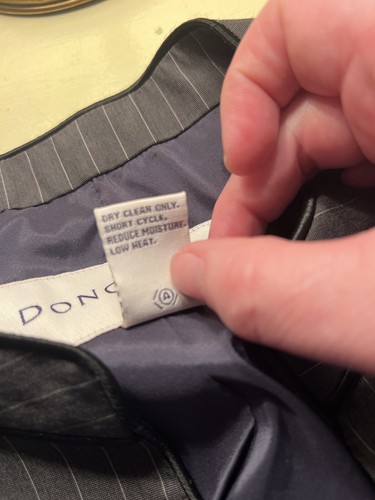 DRY CLEAN ONLY.
SHORT CYCLE.
REDUCE MOISTURE.
LOW HEAT.
DONC